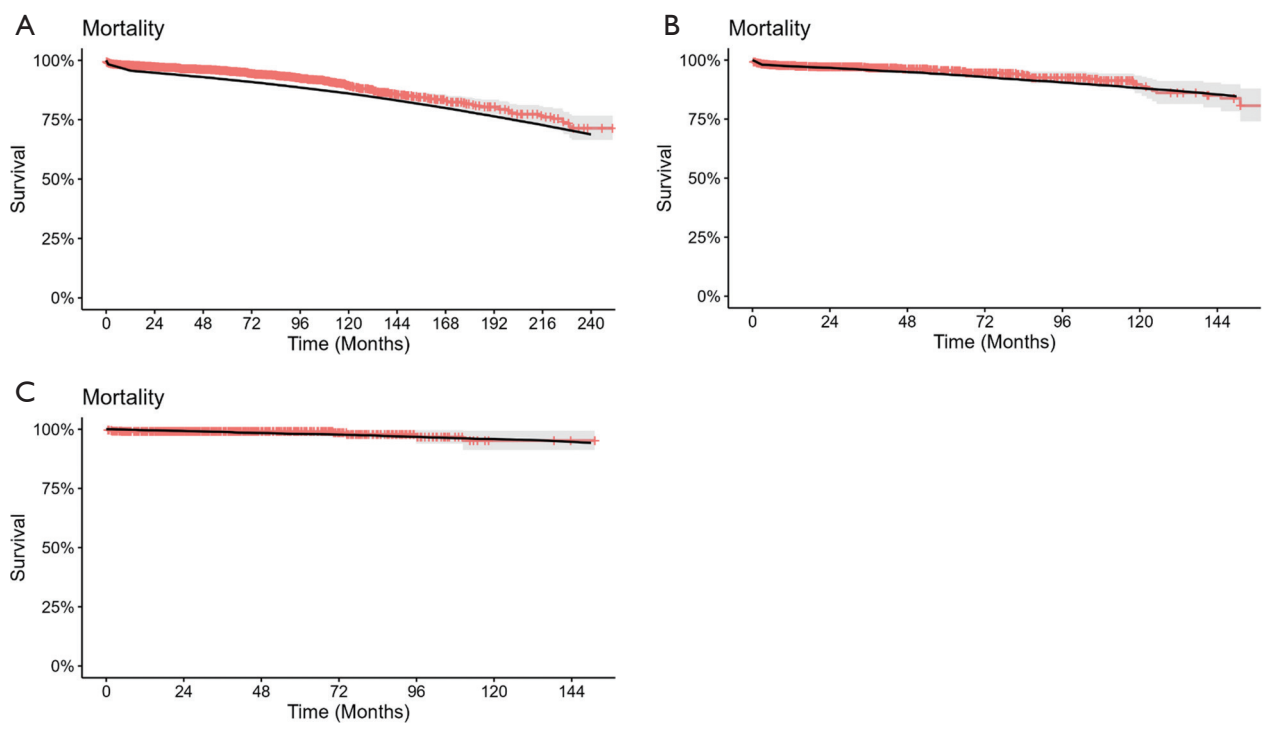 A
Mortality
100%
75%
50%
25%
0%
Survival
0 24 48 72 96 120 144 168 192 216 240
Time (Months)
B
Mortality
100%
75%
50%
25%
0%
Survival
0 24 48 72 96 120 144
Time (Months)
C
Mortality
100%
75%
50%
25%
0%
Survival
0 24 48 72 96 120 144
Time (Months)